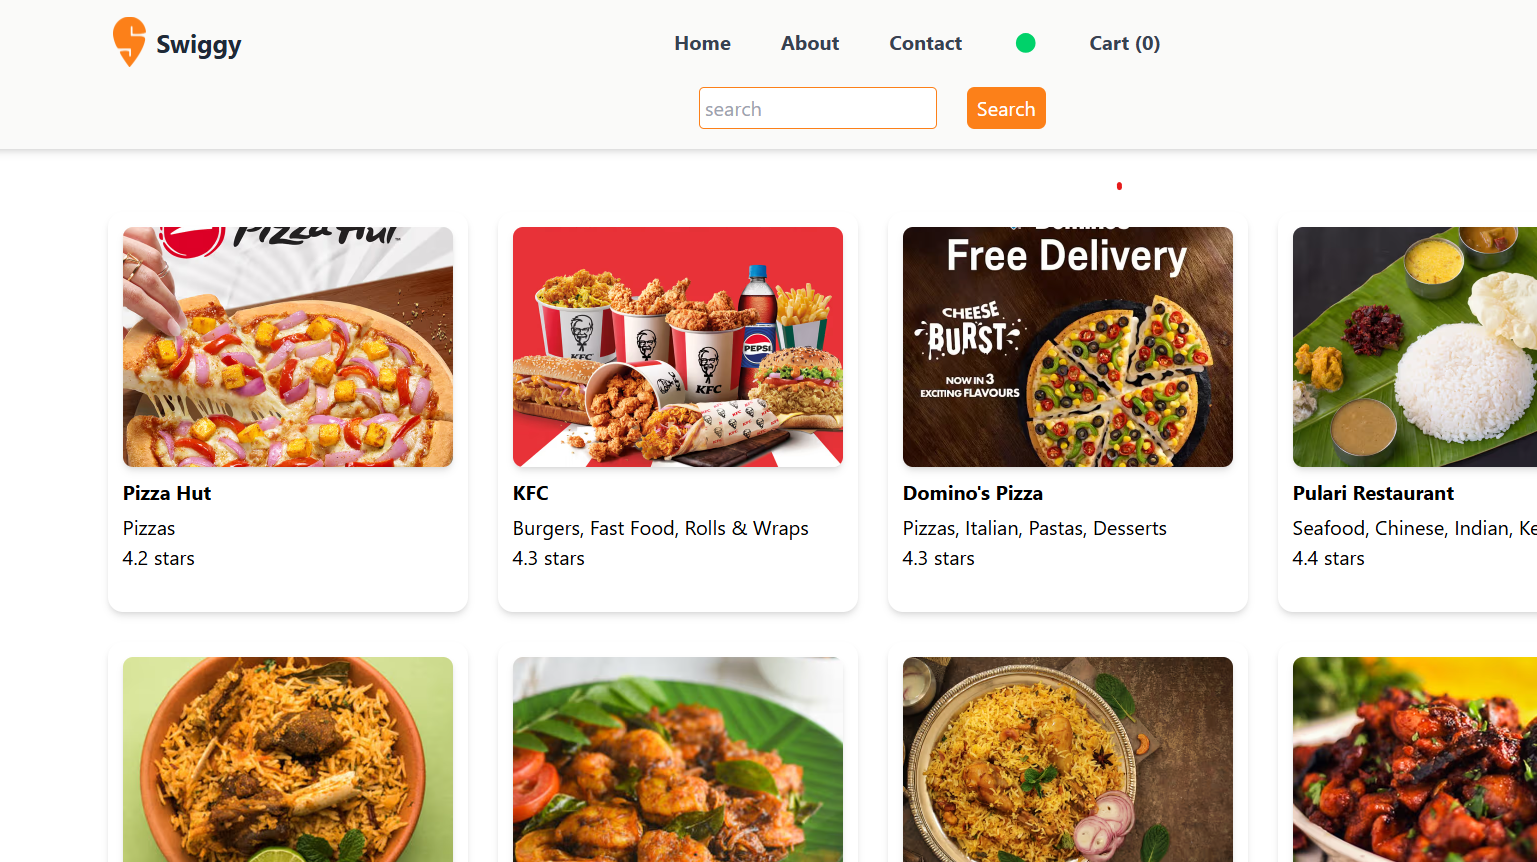 Swiggy
Home
About
Contact
Cart (0)
search
Search
Pizza Hut
KFC
KFC
KFC
PEPSI
Domino's
Free Delivery
CHEESE
BURST
NOW IN 3
EXCITING FLAVOURS
Pizza Hut
Pizzas
4.2 stars
KFC
Burgers, Fast Food, Rolls & Wraps
4.3 stars
Domino's Pizza
Pizzas, Italian, Pastas, Desserts
4.3 stars
Pulari Restaurant
Seafood, Chinese, Indian, Ke
4.4 stars